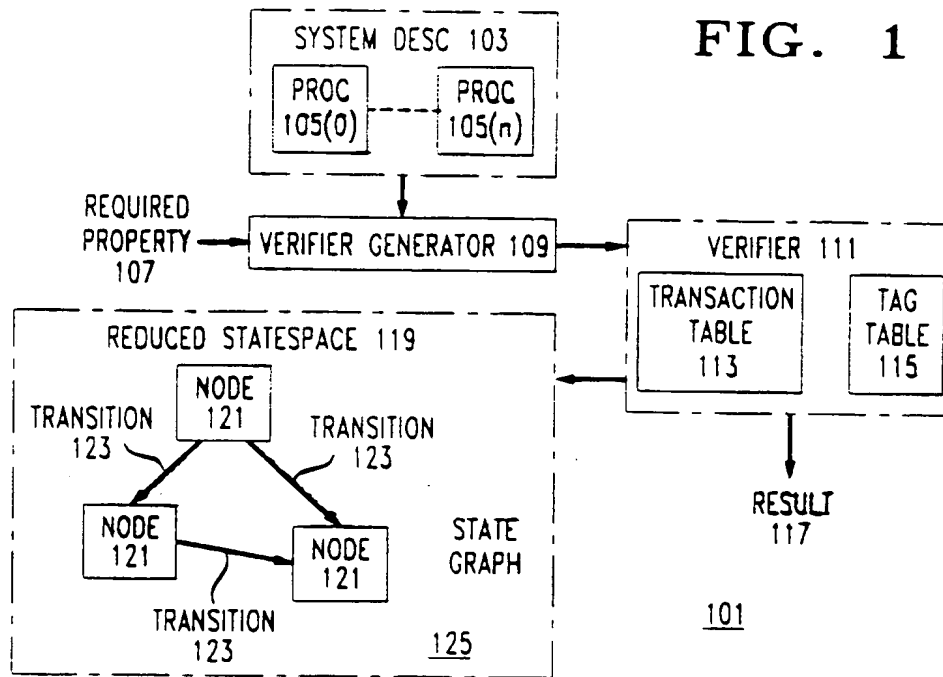 FIG. 1
SYSTEM DESC 103
PROC
105(0)
PROC
105(n)
REQUIRED
PROPERTY
107
VERIFIER GENERATOR 109
VERIFIER 111
TRANSACTION
TABLE
113
TAG
TABLE
115
REDUCED STATESPACE 119
NODE
121
TRANSITION
123
TRANSITION
123
NODE
121
NODE
121
STATE
GRAPH
TRANSITION
123
125
RESULT
117
101